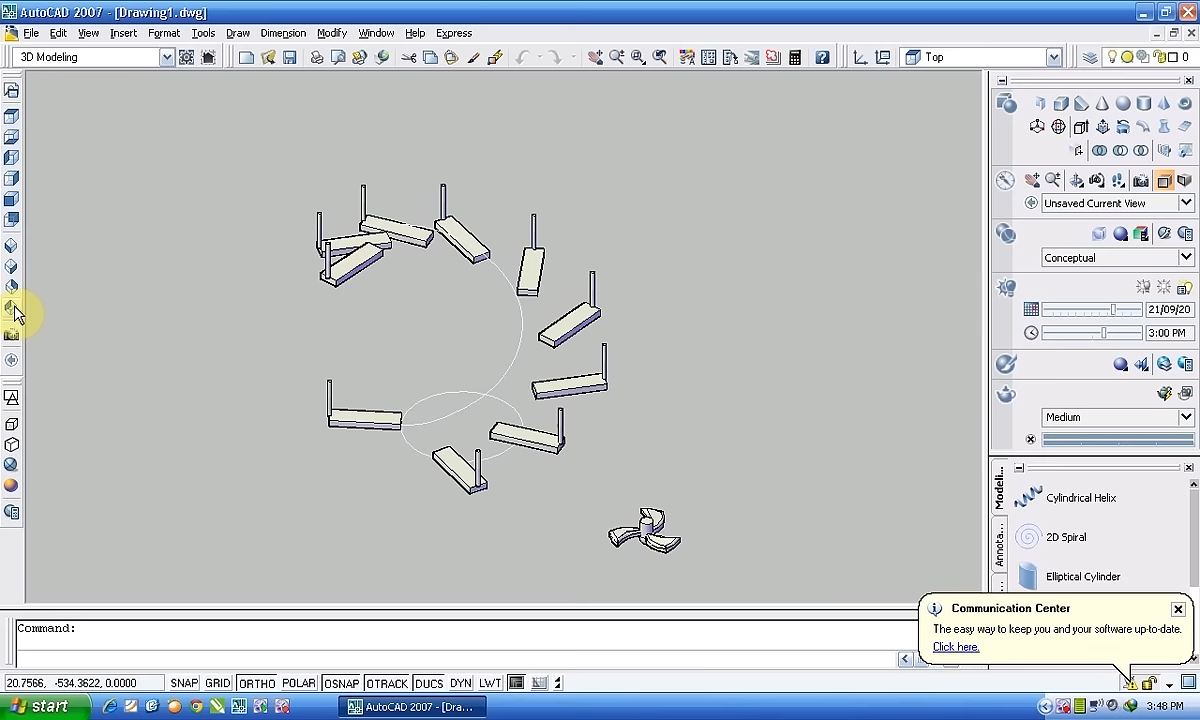 AutoCAD 2007 - [Drawing1.dwg]
File Edit View Insert Format Tools Draw Dimension Modify Window Help Express
3D Modeling
Top
0
Unsaved Current View
Conceptual
21/09/20
3:00 PM
Medium
Modeli...
Cylindrical Helix
2D Spiral
Annota...
Elliptical Cylinder
Communication Center
The easy way to keep you and your software up-to-date.
Click here.
Command:
20.7566, -534.3622, 0.0000 SNAP GRID ORTHO POLAR OSNAP OTRACK DUCS DYN LWT
start
AutoCAD 2007 - [Dra...
3:48 PM